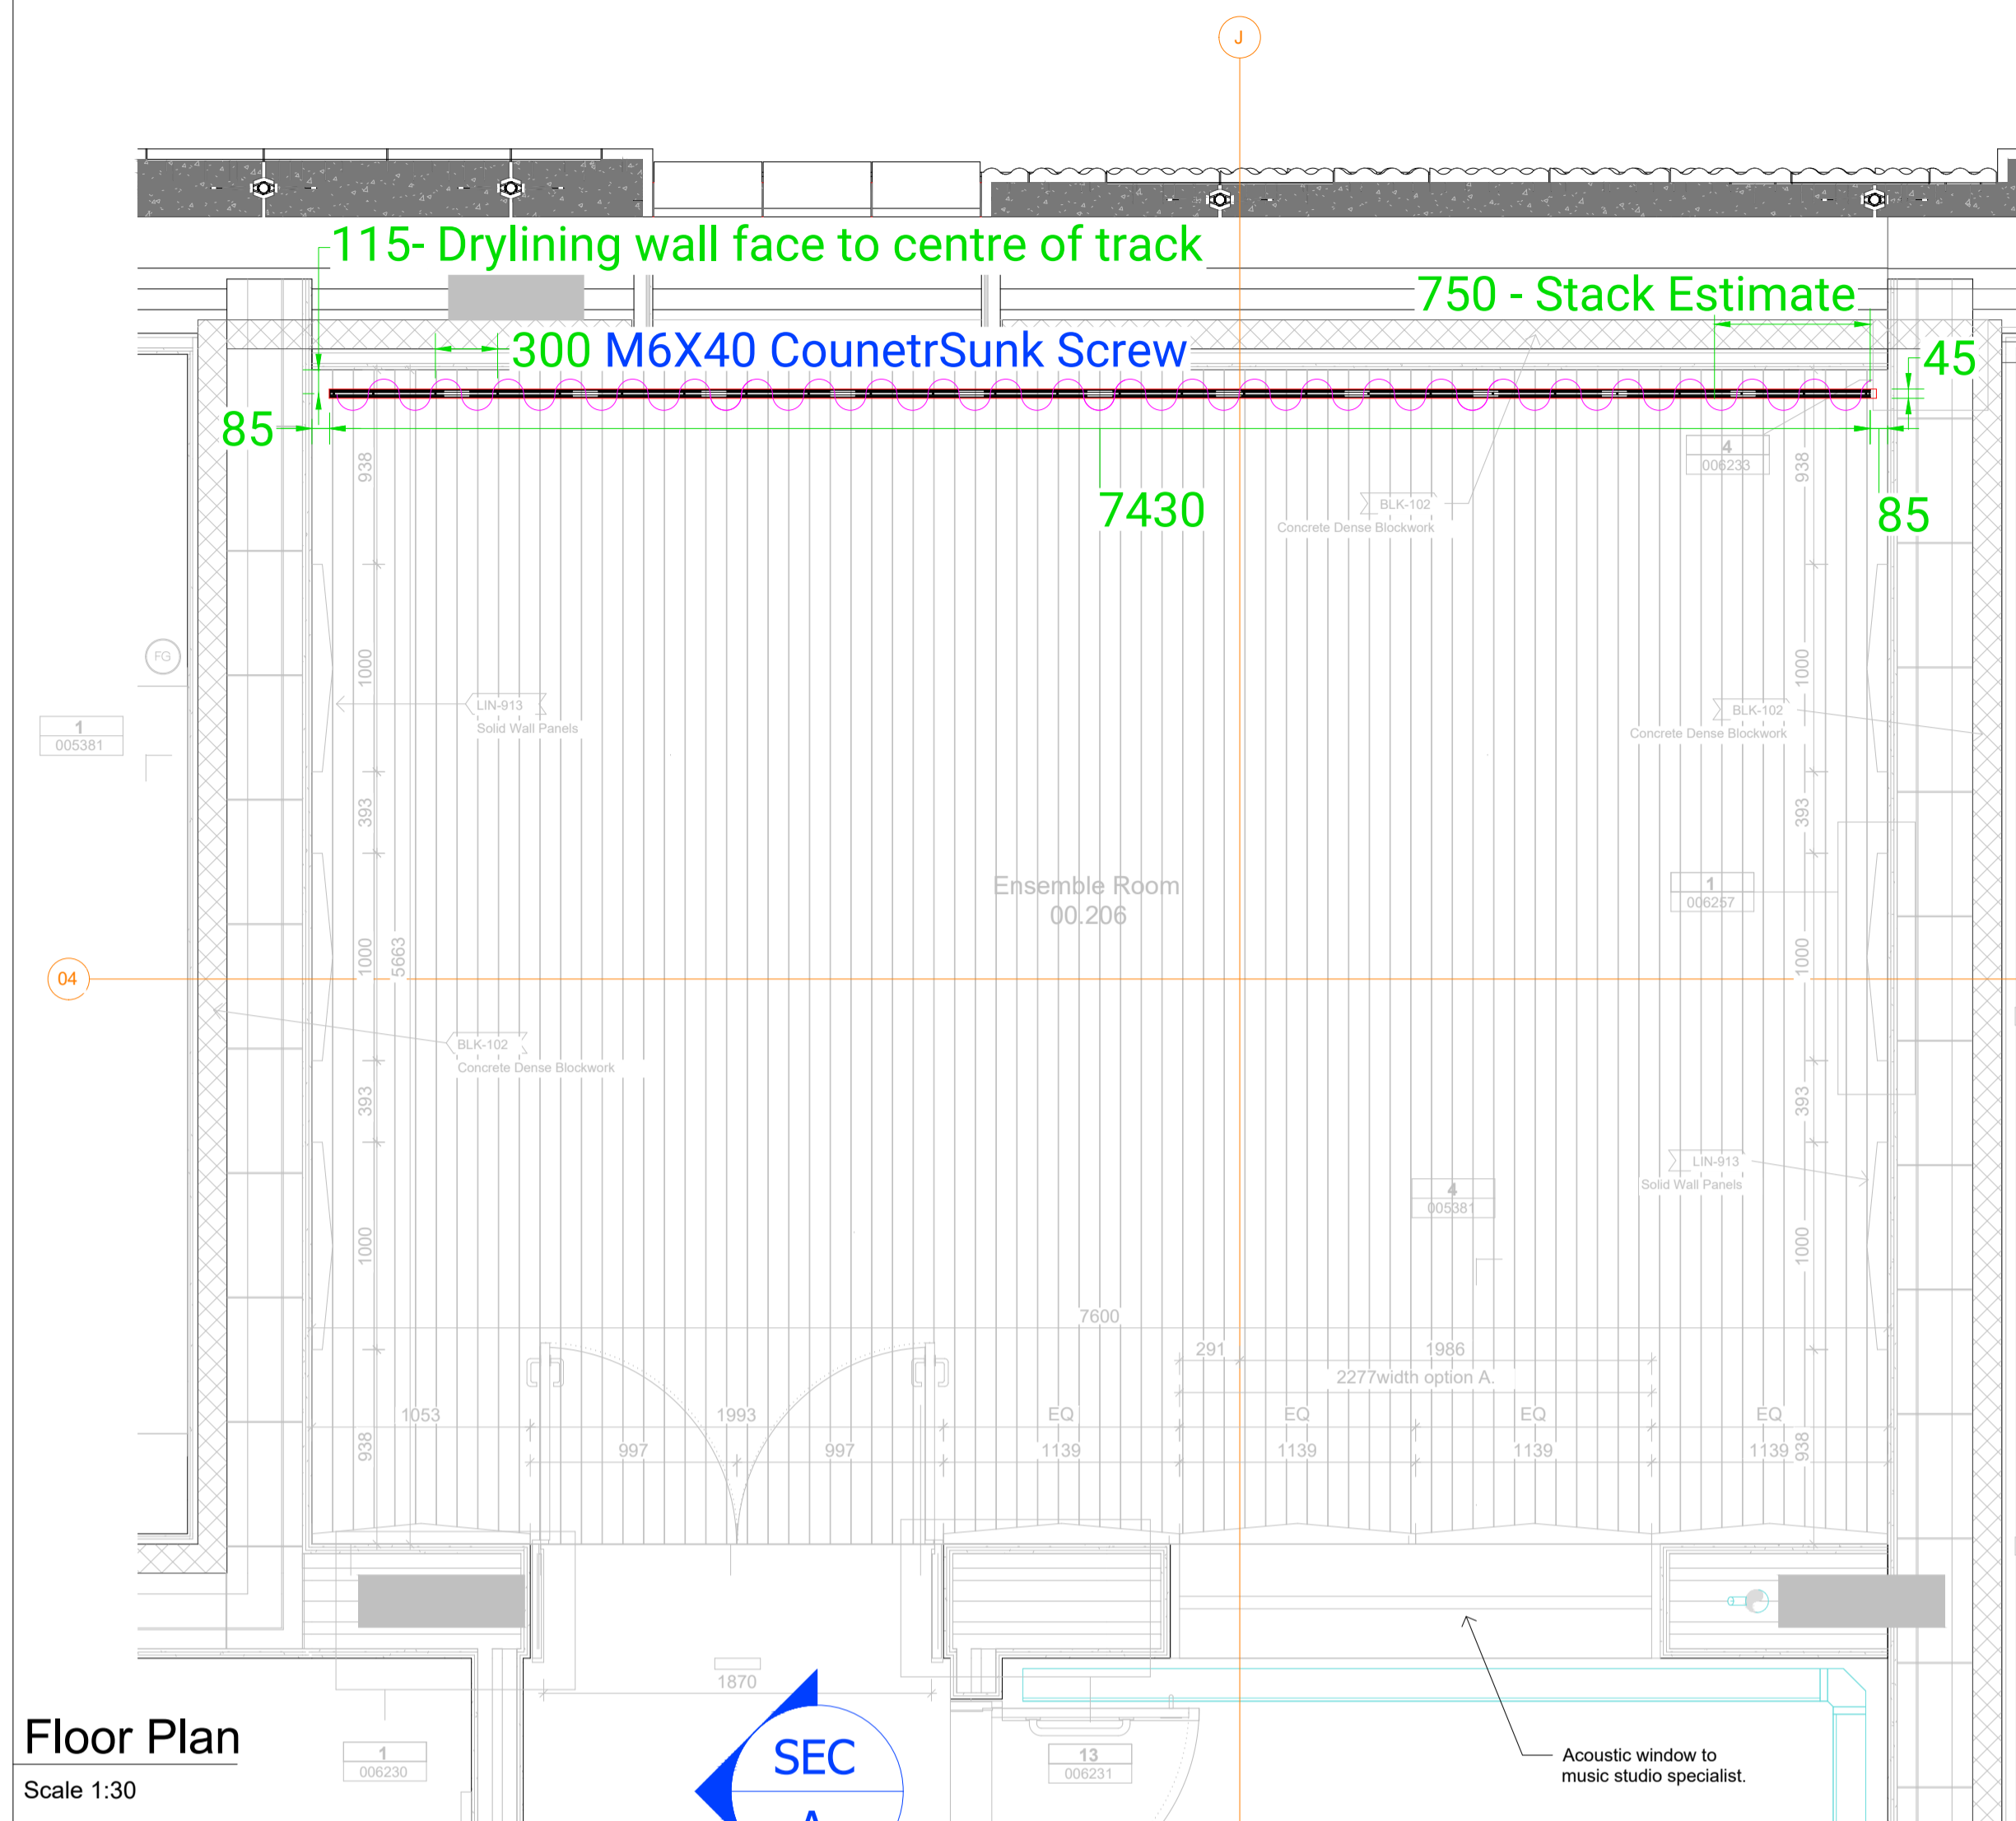 J
115- Drylining wall face to centre of track
750 - Stack Estimate
300 M6X40 CounetrSunk Screw
45
85
938
4
006233
938
7430
BLK-102
Concrete Dense Blockwork
85
FG
1000
1000
LIN-913
Solid Wall Panels
BLK-102
Concrete Dense Blockwork
1
005381
393
393
Ensemble Room
00.206
1
006257
1000
5663
1000
04
BLK-102
Concrete Dense Blockwork
393
393
LIN-913
Solid Wall Panels
4
005381
1000
1000
7600
291
1986
2277width option A.
1053
1993
EQ
EQ
EQ
EQ
938
997
997
1139
1139
1139
1139
938
1870
Floor Plan
Scale 1:30
1
006230
SEC
A
13
006231
Acoustic window to
music studio specialist.